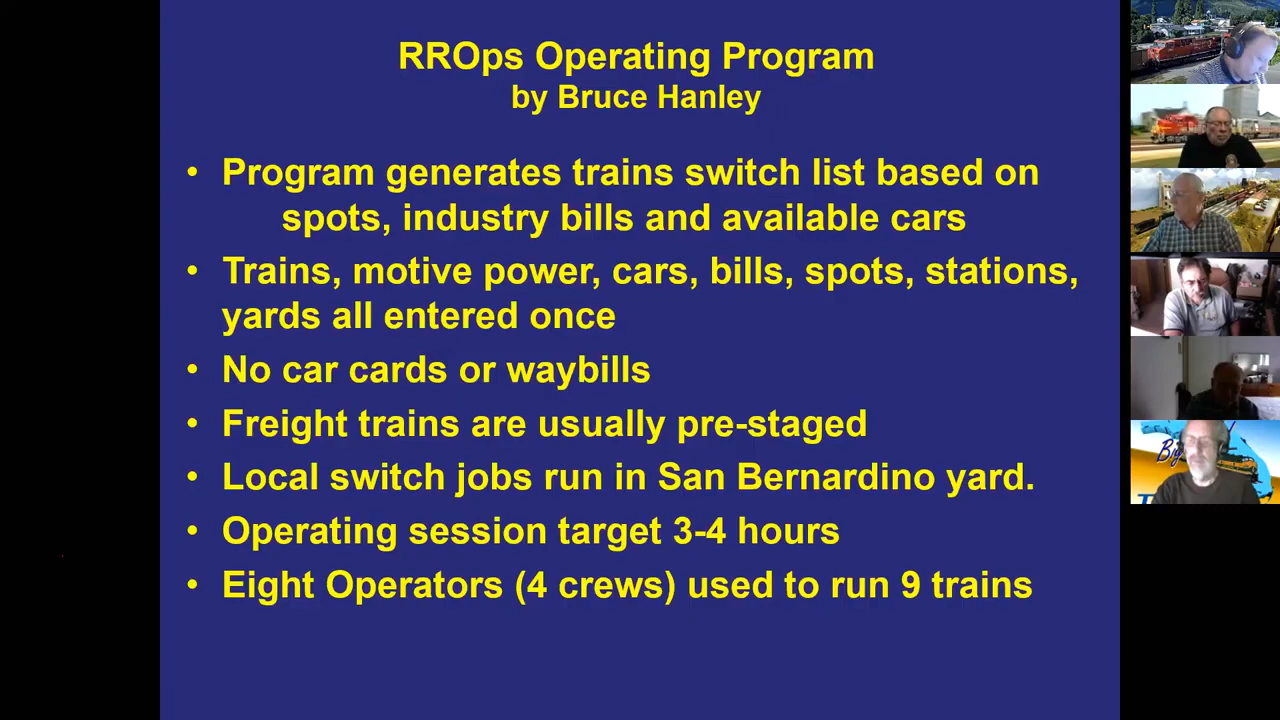 RROps Operating Program
by Bruce Hanley
• Program generates trains switch list based on
spots, industry bills and available cars
• Trains, motive power, cars, bills, spots, stations,
yards all entered once
• No car cards or waybills
• Freight trains are usually pre-staged
• Local switch jobs run in San Bernardino yard.
• Operating session target 3-4 hours
• Eight Operators (4 crews) used to run 9 trains